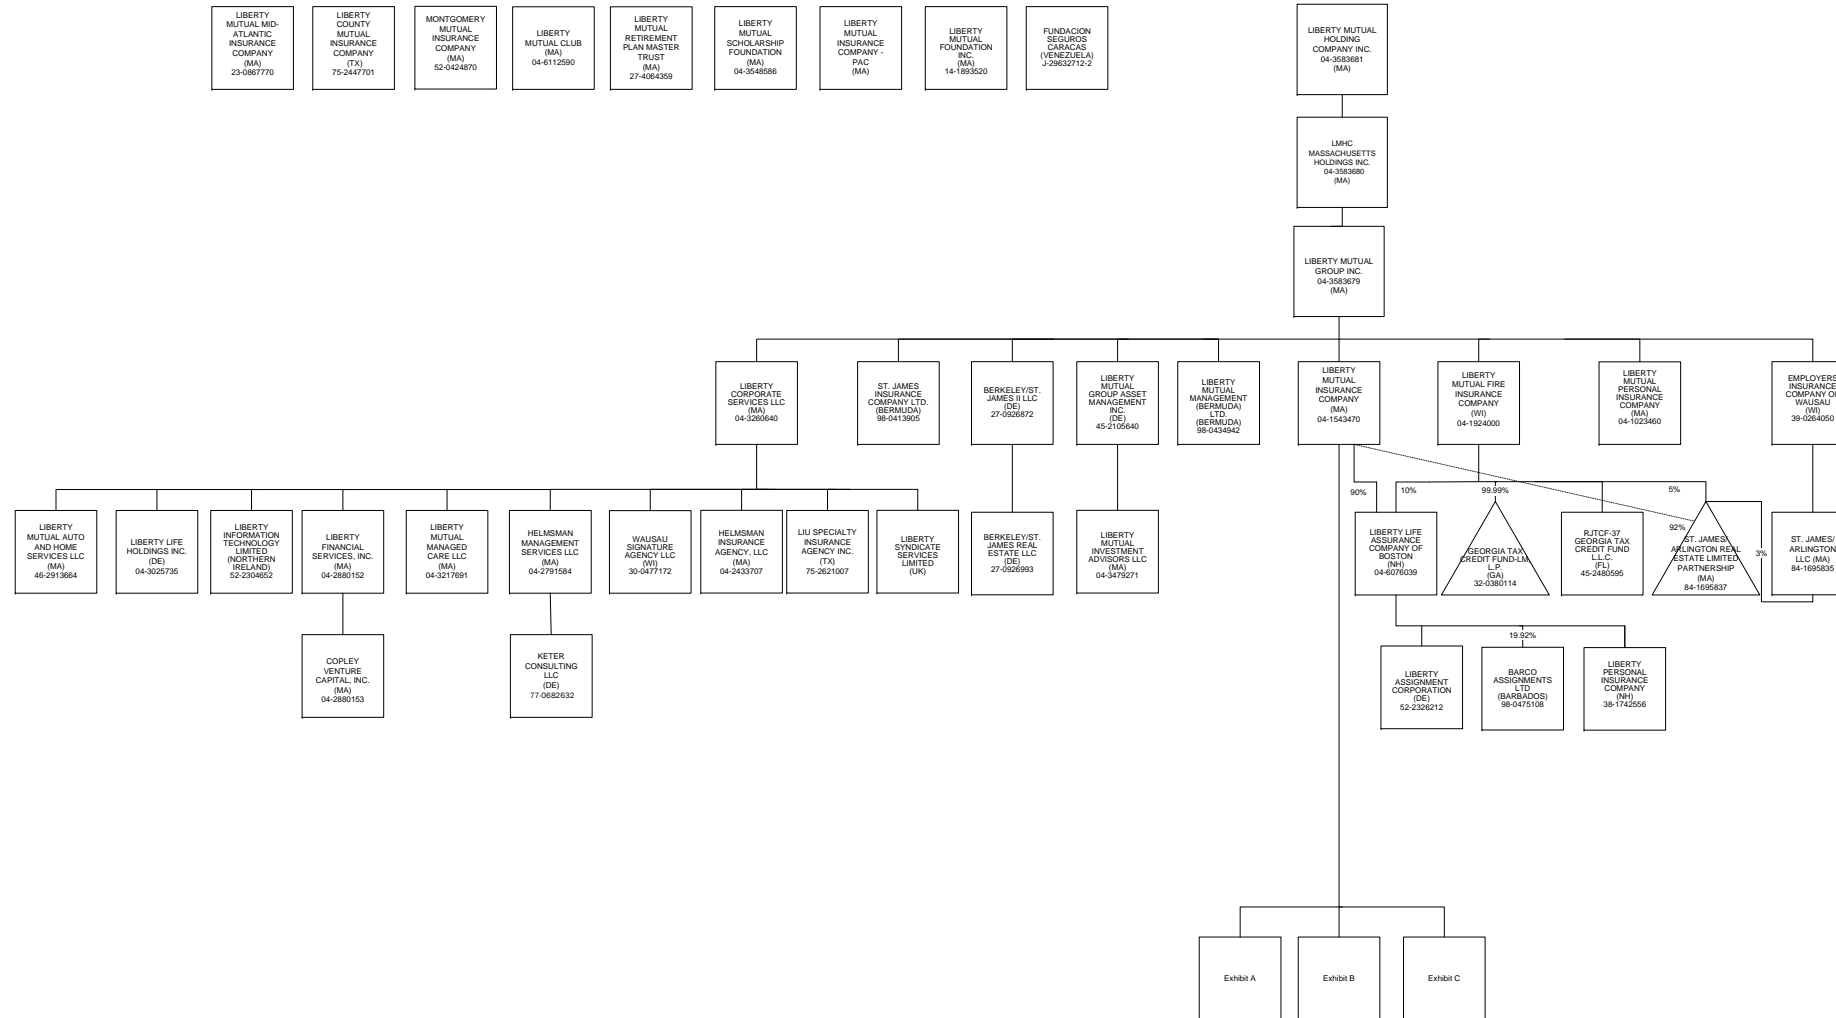 LIBERTY
MUTUAL MID-
ATLANTIC
INSURANCE
COMPANY
(MA)
23-0867770
LIBERTY
COUNTY
MUTUAL
INSURANCE
COMPANY
(TX)
75-2447701
MONTGOMERY
MUTUAL
INSURANCE
COMPANY
(MA)
52-0424870
LIBERTY
MUTUAL CLUB
(MA)
04-6112590
LIBERTY
MUTUAL
RETIREMENT
PLAN MASTER
TRUST
(MA)
27-4064359
LIBERTY
MUTUAL
SCHOLARSHIP
FOUNDATION
(MA)
04-3548586
LIBERTY
MUTUAL
INSURANCE
COMPANY -
PAC
(MA)
LIBERTY
MUTUAL
FOUNDATION
INC.
(MA)
14-1893520
FUNDACION
SEGUROS
CARACAS
(VENEZUELA)
J-29632712-2
LIBERTY MUTUAL
HOLDING
COMPANY INC.
04-3583681
(MA)
LMHC
MASSACHUSETTS
HOLDINGS INC.
04-3583680
(MA)
LIBERTY MUTUAL
GROUP INC.
04-3583679
(MA)
LIBERTY
CORPORATE
SERVICES LLC
(MA)
04-3260640
ST. JAMES
INSURANCE
COMPANY LTD.
(BERMUDA)
98-0413905
BERKELEY/ST.
JAMES II LLC
(DE)
27-0926872
LIBERTY
MUTUAL
GROUP ASSET
MANAGEMENT
INC.
(DE)
45-2105640
LIBERTY
MUTUAL
MANAGEMENT
(BERMUDA)
LTD.
(BERMUDA)
98-0434942
LIBERTY
MUTUAL
INSURANCE
COMPANY
(MA)
04-1543470
LIBERTY
MUTUAL FIRE
INSURANCE
COMPANY
(WI)
04-1924000
LIBERTY
MUTUAL
PERSONAL
INSURANCE
COMPANY
(MA)
04-1023460
EMPLOYERS
INSURANCE
COMPANY OF
WAUSAU
(WI)
39-0264050
LIBERTY
MUTUAL AUTO
AND HOME
SERVICES LLC
(MA)
46-2913664
LIBERTY LIFE
HOLDINGS INC.
(DE)
04-3025735
LIBERTY
INFORMATION
TECHNOLOGY
LIMITED
(NORTHERN
IRELAND)
52-2304652
LIBERTY
FINANCIAL
SERVICES, INC.
(MA)
04-2880152
LIBERTY
MUTUAL
MANAGED
CARE LLC
(MA)
04-3217691
HELMSMAN
MANAGEMENT
SERVICES LLC
(MA)
04-2791584
WAUSAU
SIGNATURE
AGENCY LLC
(WI)
30-0477172
HELMSMAN
INSURANCE
AGENCY, LLC
(MA)
04-2433707
LIU SPECIALTY
INSURANCE
AGENCY INC.
(TX)
75-2621007
LIBERTY
SYNDICATE
SERVICES
LIMITED
(UK)
BERKELEY/ST.
JAMES REAL
ESTATE LLC
(DE)
27-0926993
LIBERTY
MUTUAL
INVESTMENT
ADVISORS LLC
(MA)
04-3479271
90%
10%
99.99%
5%
92%
3%
LIBERTY LIFE
ASSURANCE
COMPANY OF
BOSTON
(NH)
04-6076039
GEORGIA TAX
CREDIT FUND-LM
L.P.
(GA)
32-0380114
RJTCF-37
GEORGIA TAX
CREDIT FUND
L.L.C.
(FL)
45-2480595
ST. JAMES/
ARLINGTON REAL
ESTATE LIMITED
PARTNERSHIP
(MA)
84-1695837
ST. JAMES/
ARLINGTON
LLC (MA)
84-1695835
COPLEY
VENTURE
CAPITAL, INC.
(MA)
04-2880153
KETER
CONSULTING
LLC
(DE)
77-0682632
19.92%
LIBERTY
ASSIGNMENT
CORPORATION
(DE)
52-2326212
BARCO
ASSIGNMENTS
LTD
(BARBADOS)
98-0475108
LIBERTY
PERSONAL
INSURANCE
COMPANY
(NH)
38-1742556
Exhibit A
Exhibit B
Exhibit C